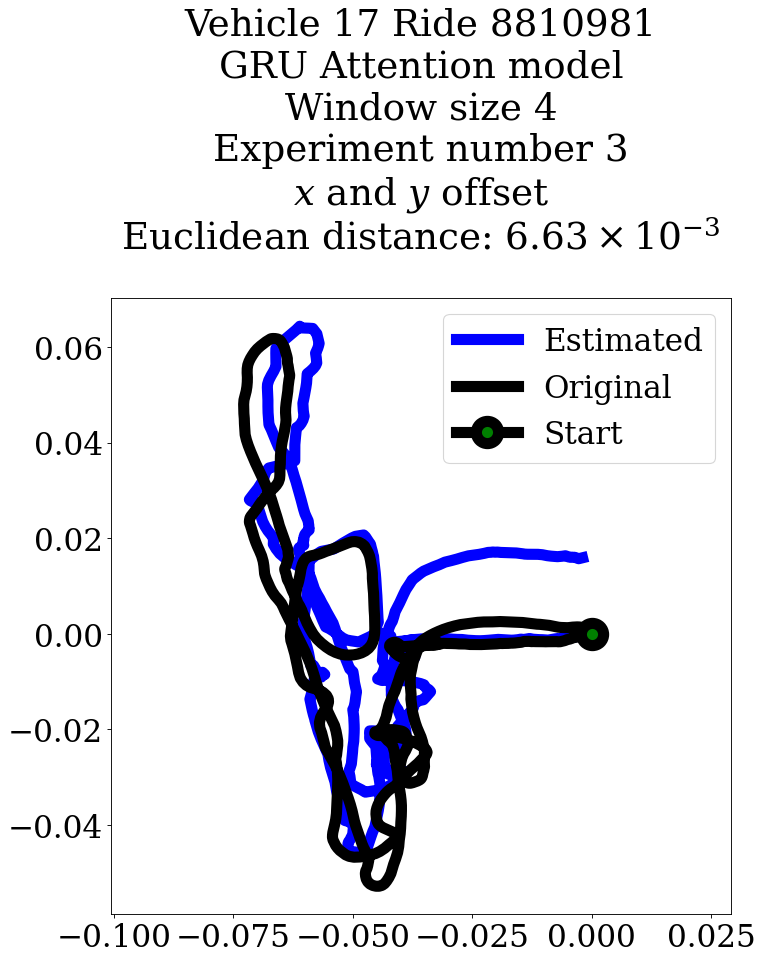 Vehicle 17 Ride 8810981
GRU Attention model
Window size 4
Experiment number 3
x and y offset
Euclidean distance: 6.63 × 10⁻³
Estimated
Original
Start
0.06
0.04
0.02
0.00
−0.02
−0.04
−0.100 −0.075 −0.050 −0.025 0.000 0.025